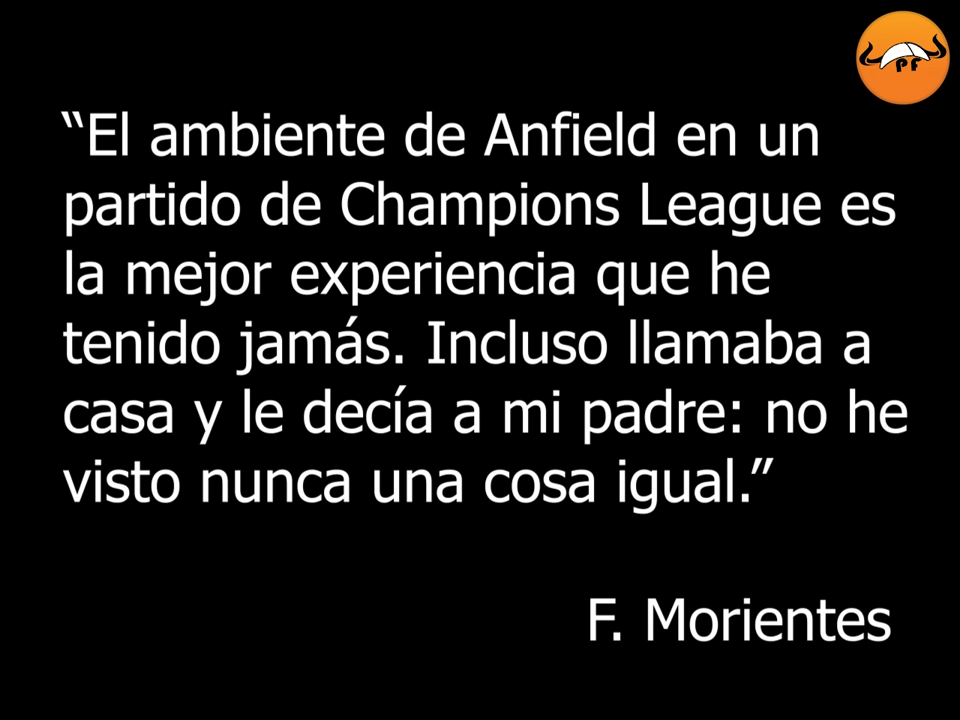 PF
“El ambiente de Anfield en un
partido de Champions League es
la mejor experiencia que he
tenido jamás. Incluso llamaba a
casa y le decía a mi padre: no he
visto nunca una cosa igual.”
F. Morientes